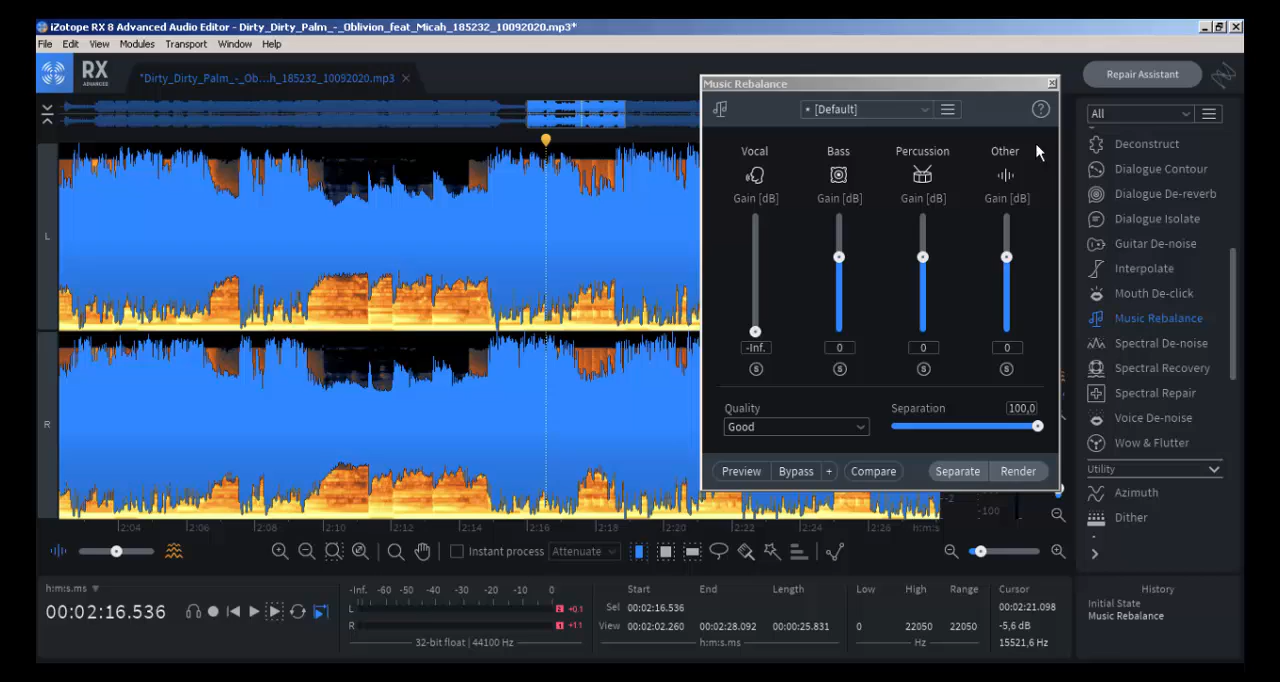 iZotope RX 8 Advanced Audio Editor - Dirty_Dirty_Palm_-_Oblivion_feat_Micah_185232_10092020.mp3*
File Edit View Modules Transport Window Help
RX
ADVANCED
*Dirty_Dirty_Palm_-_Ob...h_185232_10092020.mp3
Repair Assistant
Music Rebalance
[Default]
?
Vocal Bass Percussion Other
Gain [dB] Gain [dB] Gain [dB] Gain [dB]
-Inf. 0 0 0
S S S S
Quality Separation 100,0
Good
Preview Bypass + Compare Separate Render
All
Deconstruct
Dialogue Contour
Dialogue De-reverb
Dialogue Isolate
Guitar De-noise
Interpolate
Mouth De-click
Music Rebalance
Spectral De-noise
Spectral Recovery
Spectral Repair
Voice De-noise
Wow & Flutter
Utility
Azimuth
Dither
L
R
-2 -100
2:04 2:06 2:08 2:10 2:12 2:14 2:16 2:18 2:20 2:22 2:24 2:26 h:m:s
Instant process Attenuate
h:m:s.ms
00:02:16.536
-Inf. -60 -50 -40 -30 -20 -10 0
L +0.1
R +1.1
32-bit float | 44100 Hz
Start End Length
Sel 00:02:16.536
View 00:02:02.260 00:02:28.092 00:00:25.831
h:m:s.ms
Low High Range
0 22050 22050
Hz
Cursor
00:02:21.098
-5,6 dB
15521,6 Hz
History
Initial State
Music Rebalance